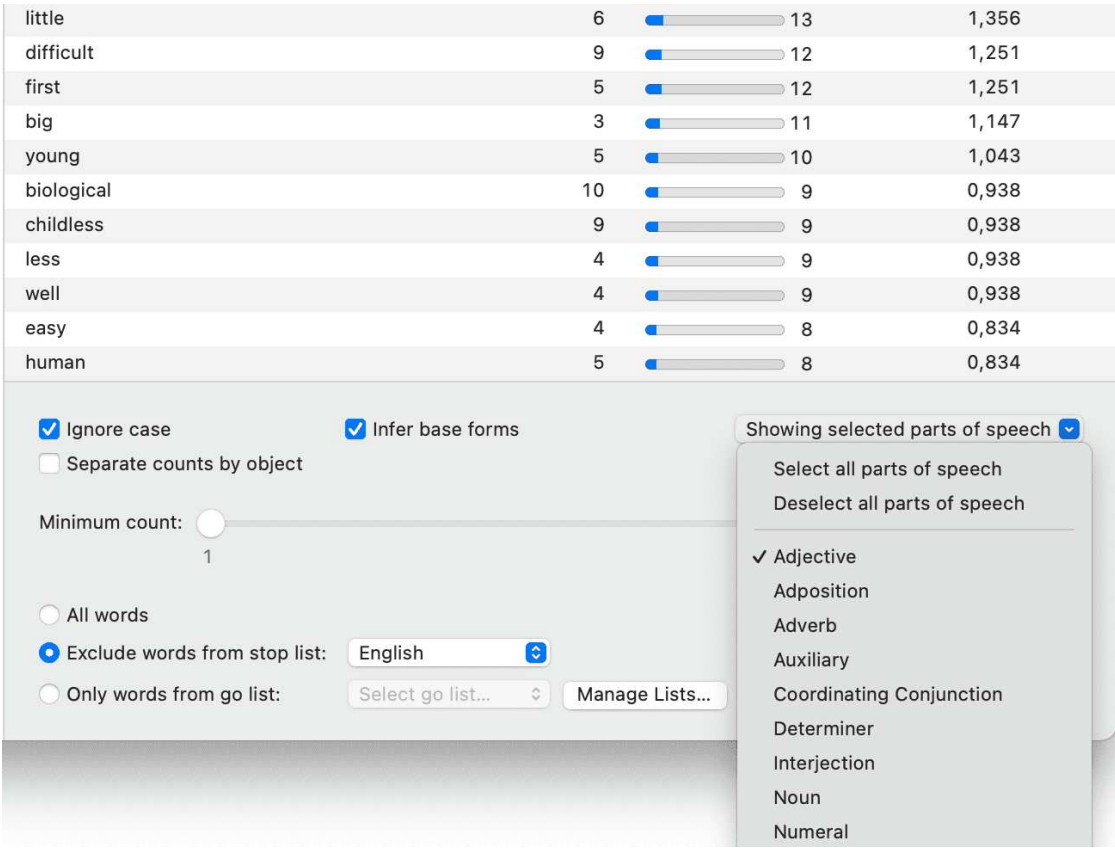 little 6 13 1,356
difficult 9 12 1,251
first 5 12 1,251
big 3 11 1,147
young 5 10 1,043
biological 10 9 0,938
childless 9 9 0,938
less 4 9 0,938
well 4 9 0,938
easy 4 8 0,834
human 5 8 0,834
Ignore case Infer base forms Showing selected parts of speech
Separate counts by object
Minimum count:
1
All words
Exclude words from stop list: English
Only words from go list: Select go list... Manage Lists...
Select all parts of speech
Deselect all parts of speech
Adjective
Adposition
Adverb
Auxiliary
Coordinating Conjunction
Determiner
Interjection
Noun
Numeral